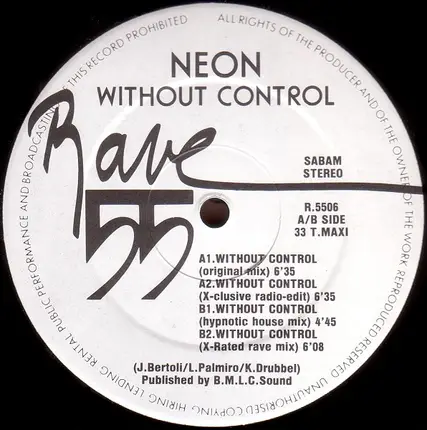 NEON
WITHOUT CONTROL
Rave
55
SABAM
STEREO
R.5506
A/B SIDE
33 T.MAXI
A1.WITHOUT CONTROL
(original mix) 6'35
A2.WITHOUT CONTROL
(X-clusive radio-edit) 6'35
B1.WITHOUT CONTROL
(hypnotic house mix) 4'45
B2.WITHOUT CONTROL
(X-Rated rave mix) 6'08
(J.Bertoli/L.Palmiro/K.Drubbel)
Published by B.M.L.C.Sound
ALL RIGHTS OF THE PRODUCER AND OF THE OWNER OF THE WORK REPRODUCED RESERVED UNAUTHORISED COPYING HIRING LENDING RENTAL PUBLIC PERFORMANCE AND BROADCASTING THIS RECORD PROHIBITED